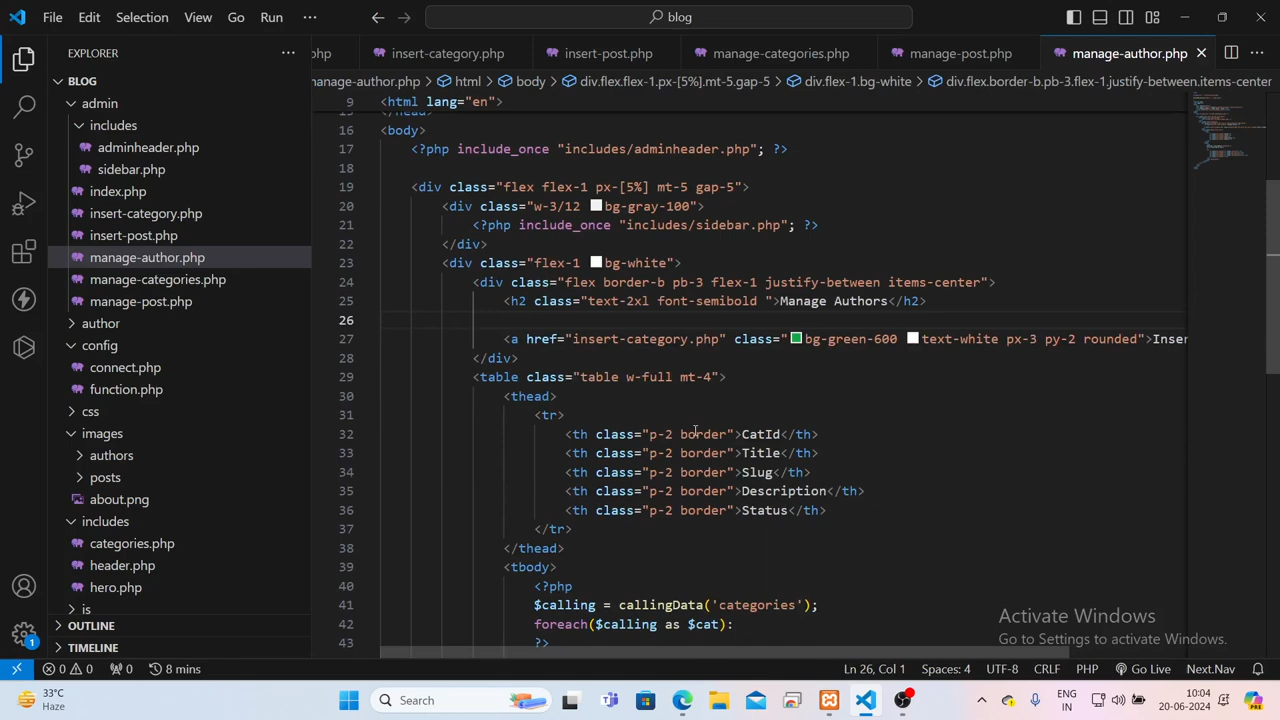 File Edit Selection View Go Run ··· blog
EXPLORER ···
BLOG
admin
includes
adminheader.php
sidebar.php
index.php
insert-category.php
insert-post.php
manage-author.php
manage-categories.php
manage-post.php
author
config
connect.php
function.php
css
images
authors
posts
about.png
includes
categories.php
header.php
hero.php
js
OUTLINE
TIMELINE
php insert-category.php insert-post.php manage-categories.php manage-post.php manage-author.php
manage-author.php html body div.flex.flex-1.px-[5%].mt-5.gap-5 div.flex-1.bg-white div.flex.border-b.pb-3.flex-1.justify-between.items-center
9 <html lang="en">
15 </head>
16 <body>
17 <?php include_once "includes/adminheader.php"; ?>
18
19 <div class="flex flex-1 px-[5%] mt-5 gap-5">
20 <div class="w-3/12 bg-gray-100">
21 <?php include_once "includes/sidebar.php"; ?>
22 </div>
23 <div class="flex-1 bg-white">
24 <div class="flex border-b pb-3 flex-1 justify-between items-center">
25 <h2 class="text-2xl font-semibold ">Manage Authors</h2>
26
27 <a href="insert-category.php" class="bg-green-600 text-white px-3 py-2 rounded">Inser
28 </div>
29 <table class="table w-full mt-4">
30 <thead>
31 <tr>
32 <th class="p-2 border">CatId</th>
33 <th class="p-2 border">Title</th>
34 <th class="p-2 border">Slug</th>
35 <th class="p-2 border">Description</th>
36 <th class="p-2 border">Status</th>
37 </tr>
38 </thead>
39 <tbody>
40 <?php
41 $calling = callingData('categories');
42 foreach($calling as $cat):
43 ?>
Activate Windows
Go to Settings to activate Windows.
1
0 0 0 8 mins Ln 26, Col 1 Spaces: 4 UTF-8 CRLF PHP Go Live Next.Nav
33°C
Haze
Search
ENG
IN
10:04
20-06-2024
PRE